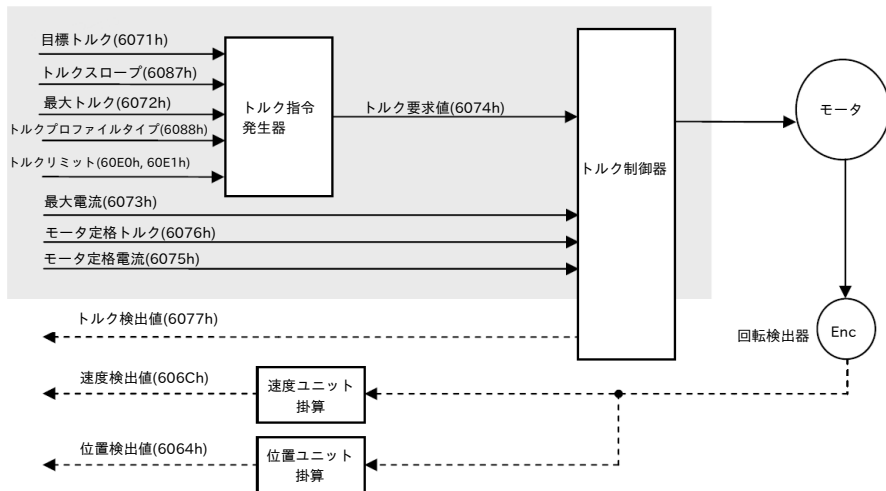 目標トルク(6071h)
トルクスロープ(6087h)
最大トルク(6072h)
トルクプロファイルタイプ(6088h)
トルクリミット(60E0h, 60E1h)
トルク指令
発生器
トルク要求値(6074h)
トルク制御器
モータ
最大電流(6073h)
モータ定格トルク(6076h)
モータ定格電流(6075h)
トルク検出値(6077h)
回転検出器
Enc
速度検出値(606Ch)
速度ユニット
掛算
位置検出値(6064h)
位置ユニット
掛算